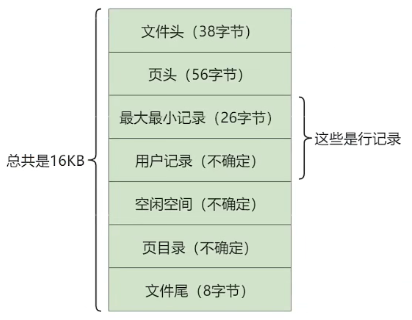 文件头（38字节）
页头（56字节）
最大最小记录（26字节）
这些是行记录
总共是16KB
用户记录（不确定）
空闲空间（不确定）
页目录（不确定）
文件尾（8字节）